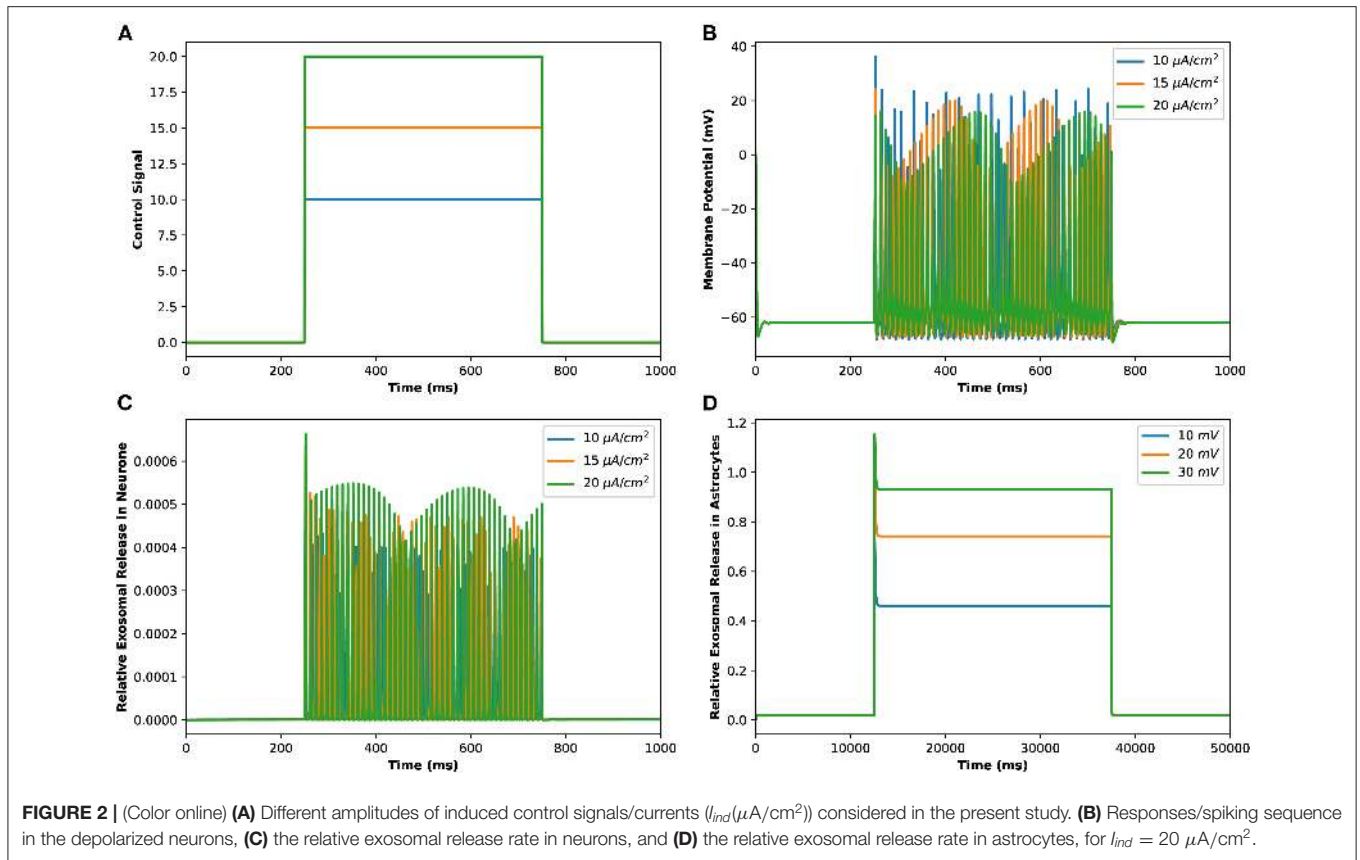 A
Control Signal
20.0
17.5
15.0
12.5
10.0
7.5
5.0
2.5
0.0
0 200 400 600 800 1000
Time (ms)
B
Membrane Potential (mV)
40
20
0
−20
−40
−60
10 μA/cm²
15 μA/cm²
20 μA/cm²
0 200 400 600 800 1000
Time (ms)
C
Relative Exosomal Release In Neurone
0.0006
0.0005
0.0004
0.0003
0.0002
0.0001
0.0000
10 μA/cm²
15 μA/cm²
20 μA/cm²
0 200 400 600 800 1000
Time (ms)
D
Relative Exosomal Release in Astrocytes
1.2
1.0
0.8
0.6
0.4
0.2
0.0
10 mV
20 mV
30 mV
0 10000 20000 30000 40000 50000
Time (ms)
FIGURE 2 | (Color online) (A) Different amplitudes of induced control signals/currents (I_ind(μA/cm²)) considered in the present study. (B) Responses/spiking sequence
in the depolarized neurons, (C) the relative exosomal release rate in neurons, and (D) the relative exosomal release rate in astrocytes, for I_ind = 20 μA/cm².